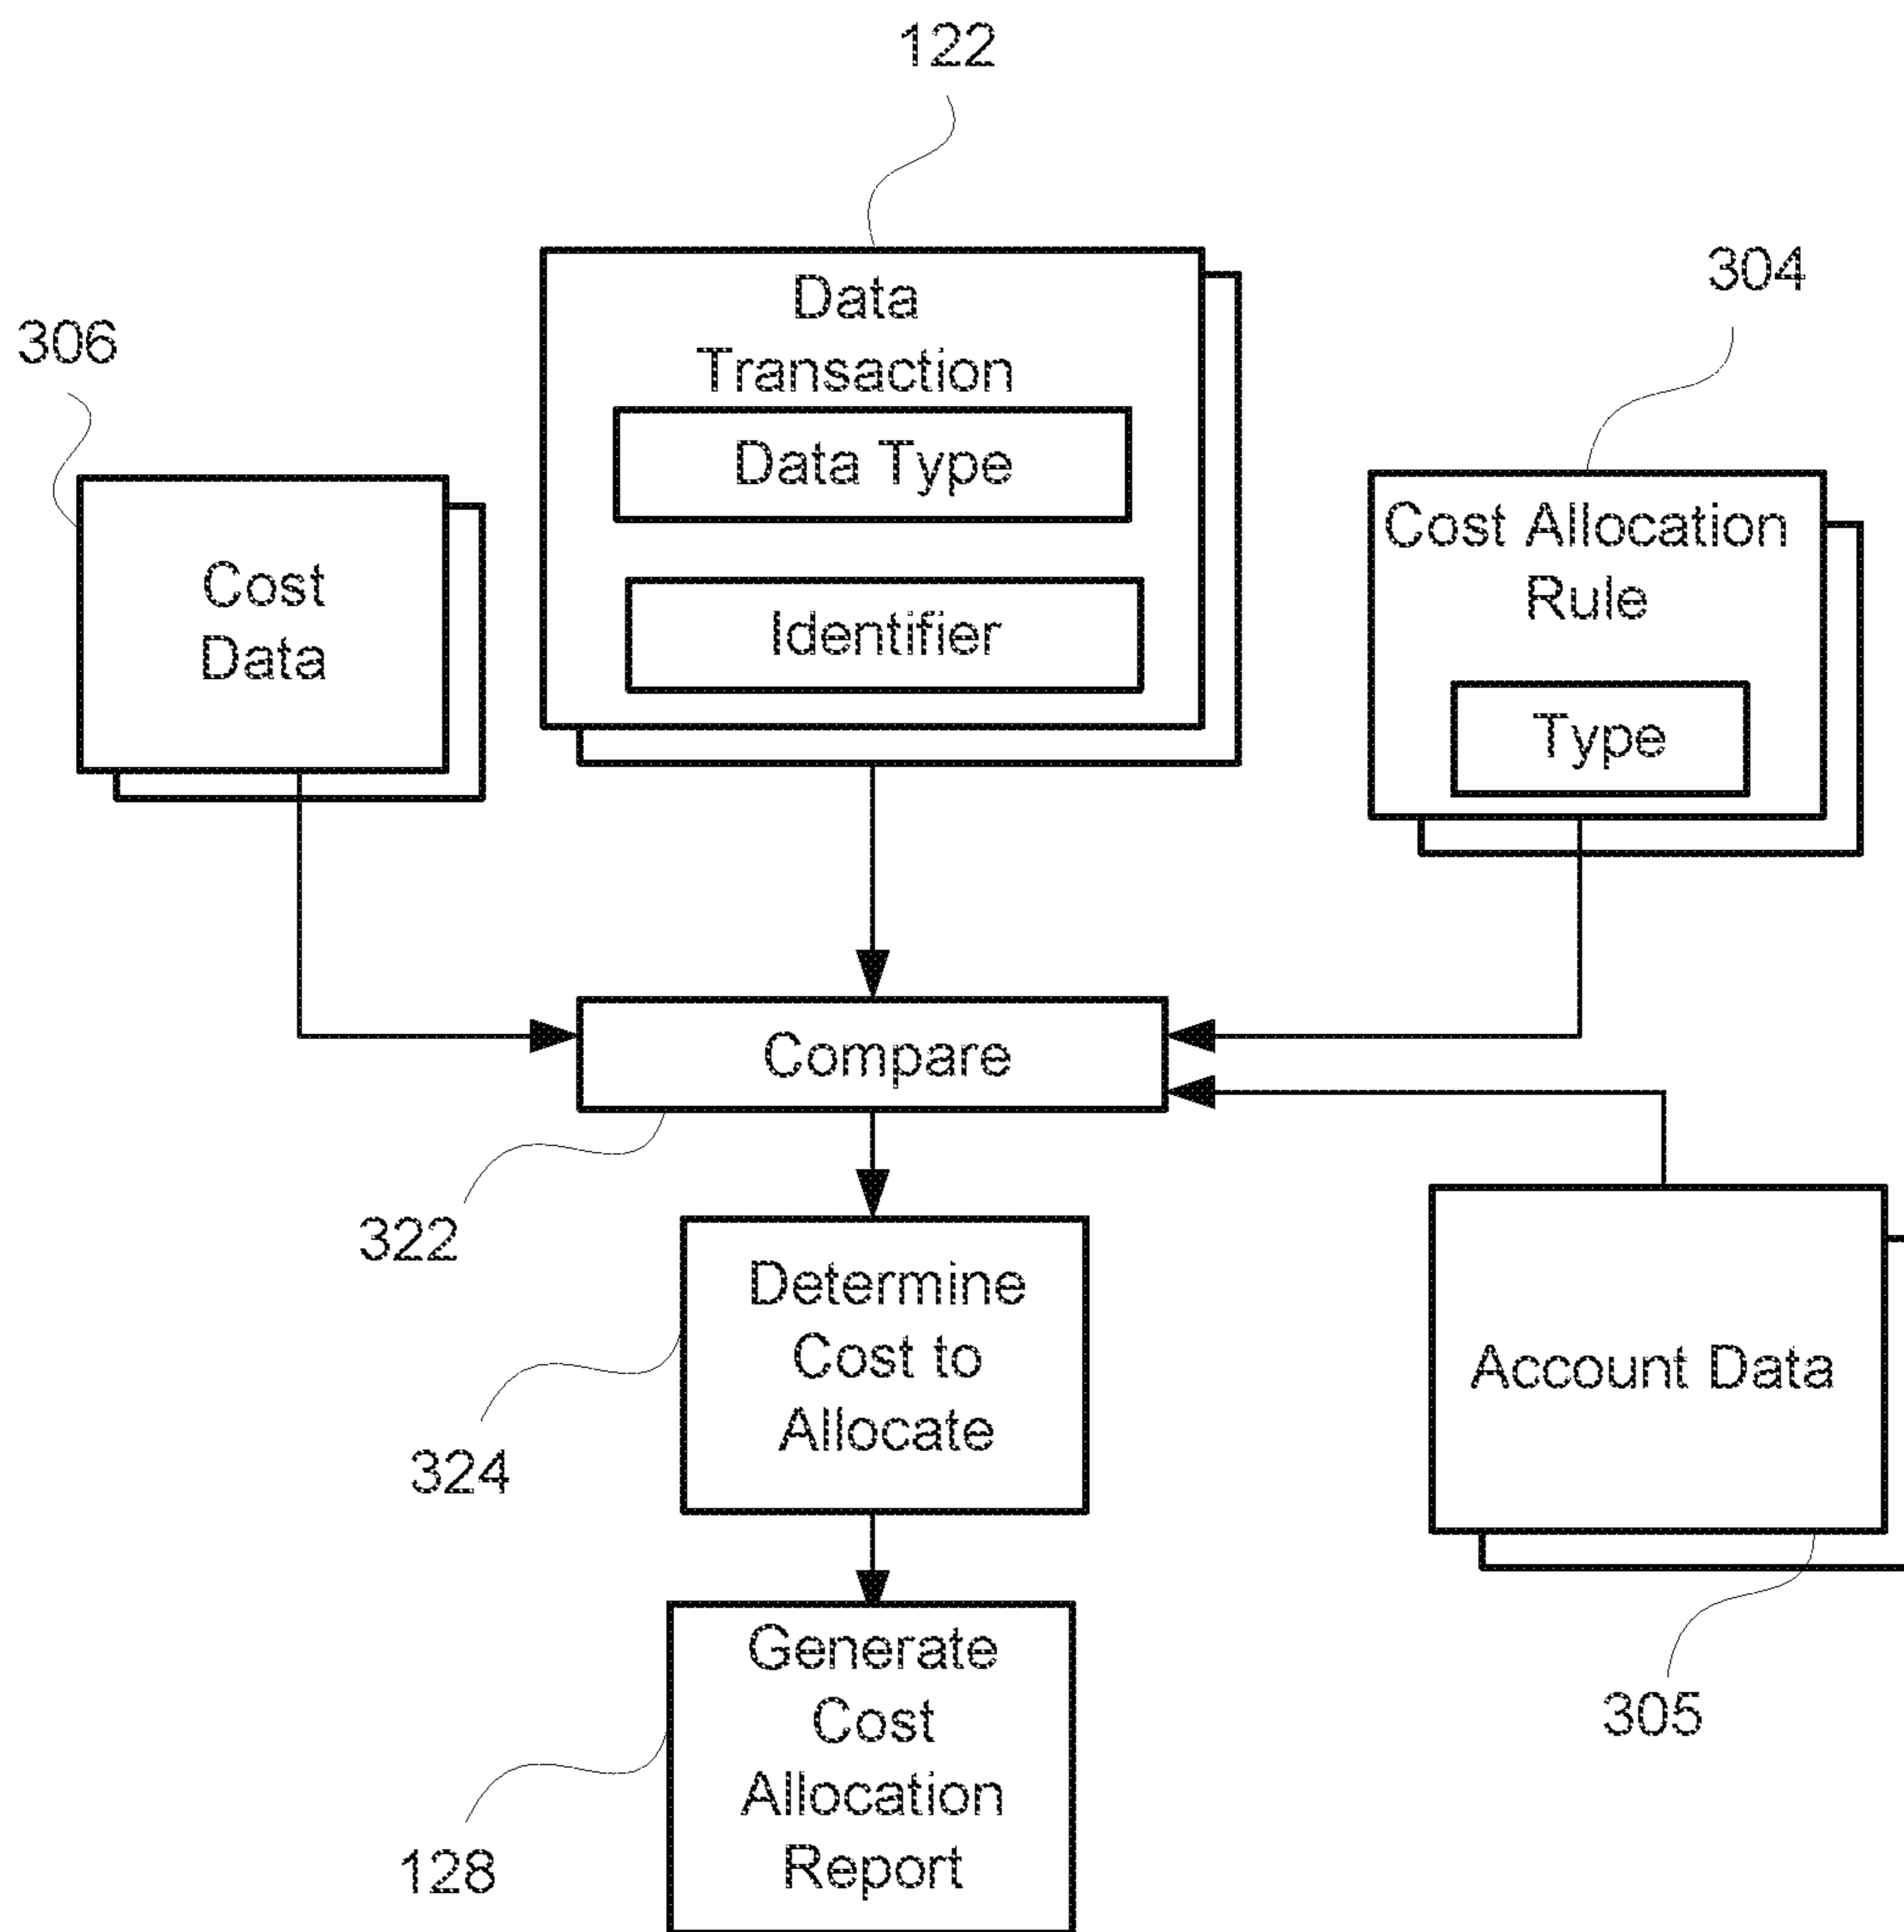 122
Data
Transaction
Data Type
Identifier
304
Cost Allocation
Rule
Type
306
Cost
Data
Compare
322
Determine
Cost to
Allocate
324
Account Data
305
Generate
Cost
Allocation
Report
128